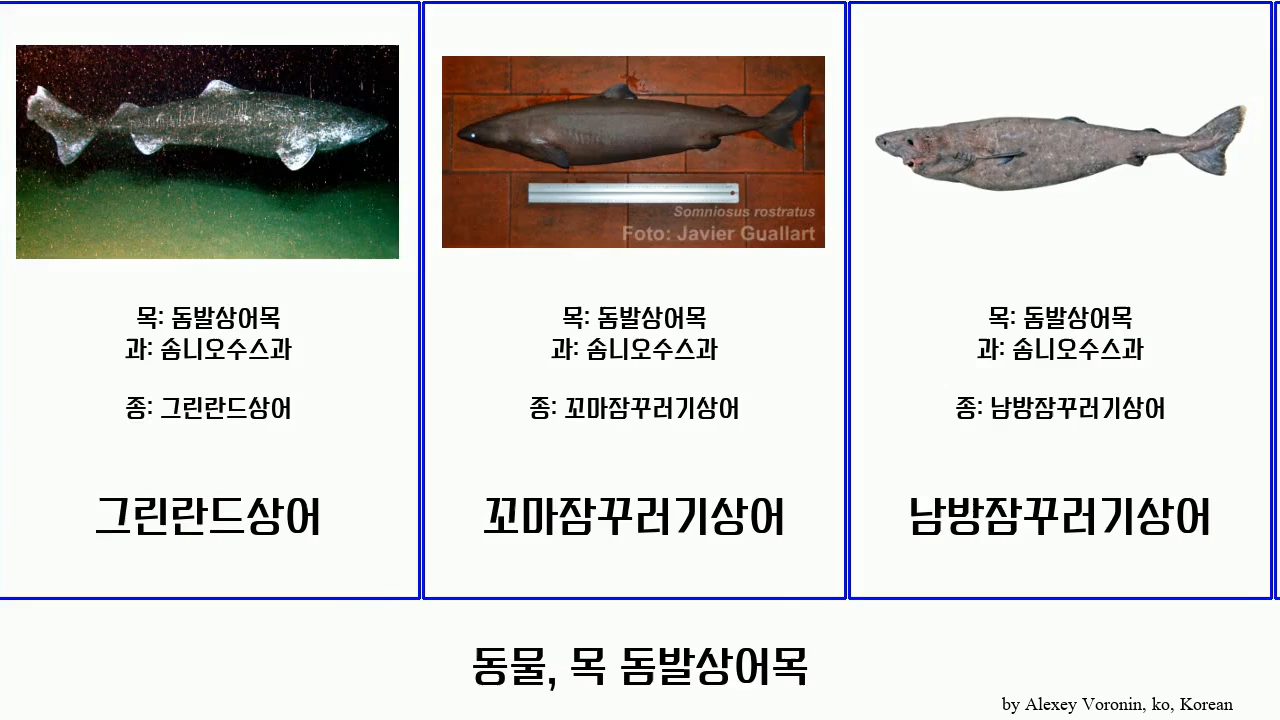 Somniosus rostratus
Foto: Javier Guallart
목: 돔발상어목
과: 솜니오수스과
종: 그린란드상어
그린란드상어
목: 돔발상어목
과: 솜니오수스과
종: 꼬마잠꾸러기상어
꼬마잠꾸러기상어
목: 돔발상어목
과: 솜니오수스과
종: 남방잠꾸러기상어
남방잠꾸러기상어
동물, 목 돔발상어목
by Alexey Voronin, ko, Korean